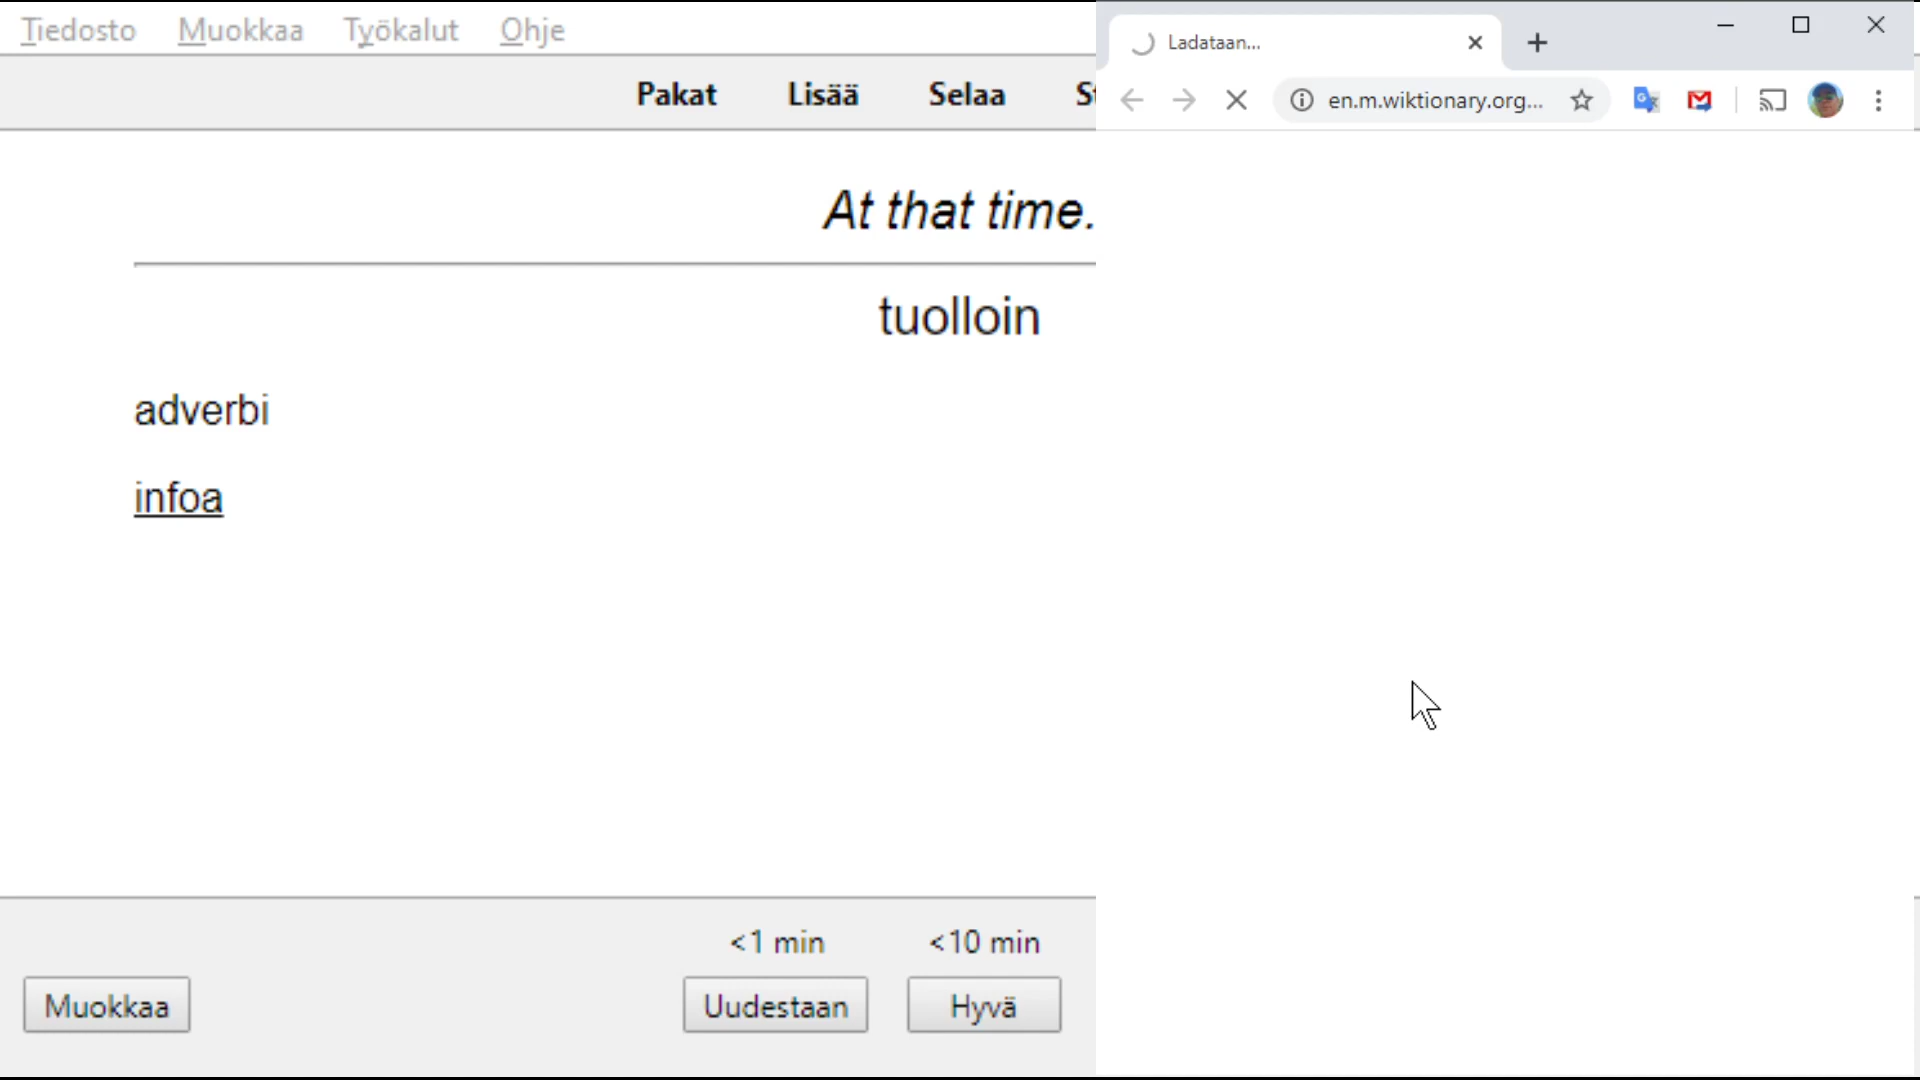 Tiedosto Muokkaa Työkalut Ohje
Pakat Lisää Selaa
At that time.
tuolloin
adverbi
infoa
<1 min <10 min
Muokkaa Uudestaan Hyvä
Ladataan...
en.m.wiktionary.org...